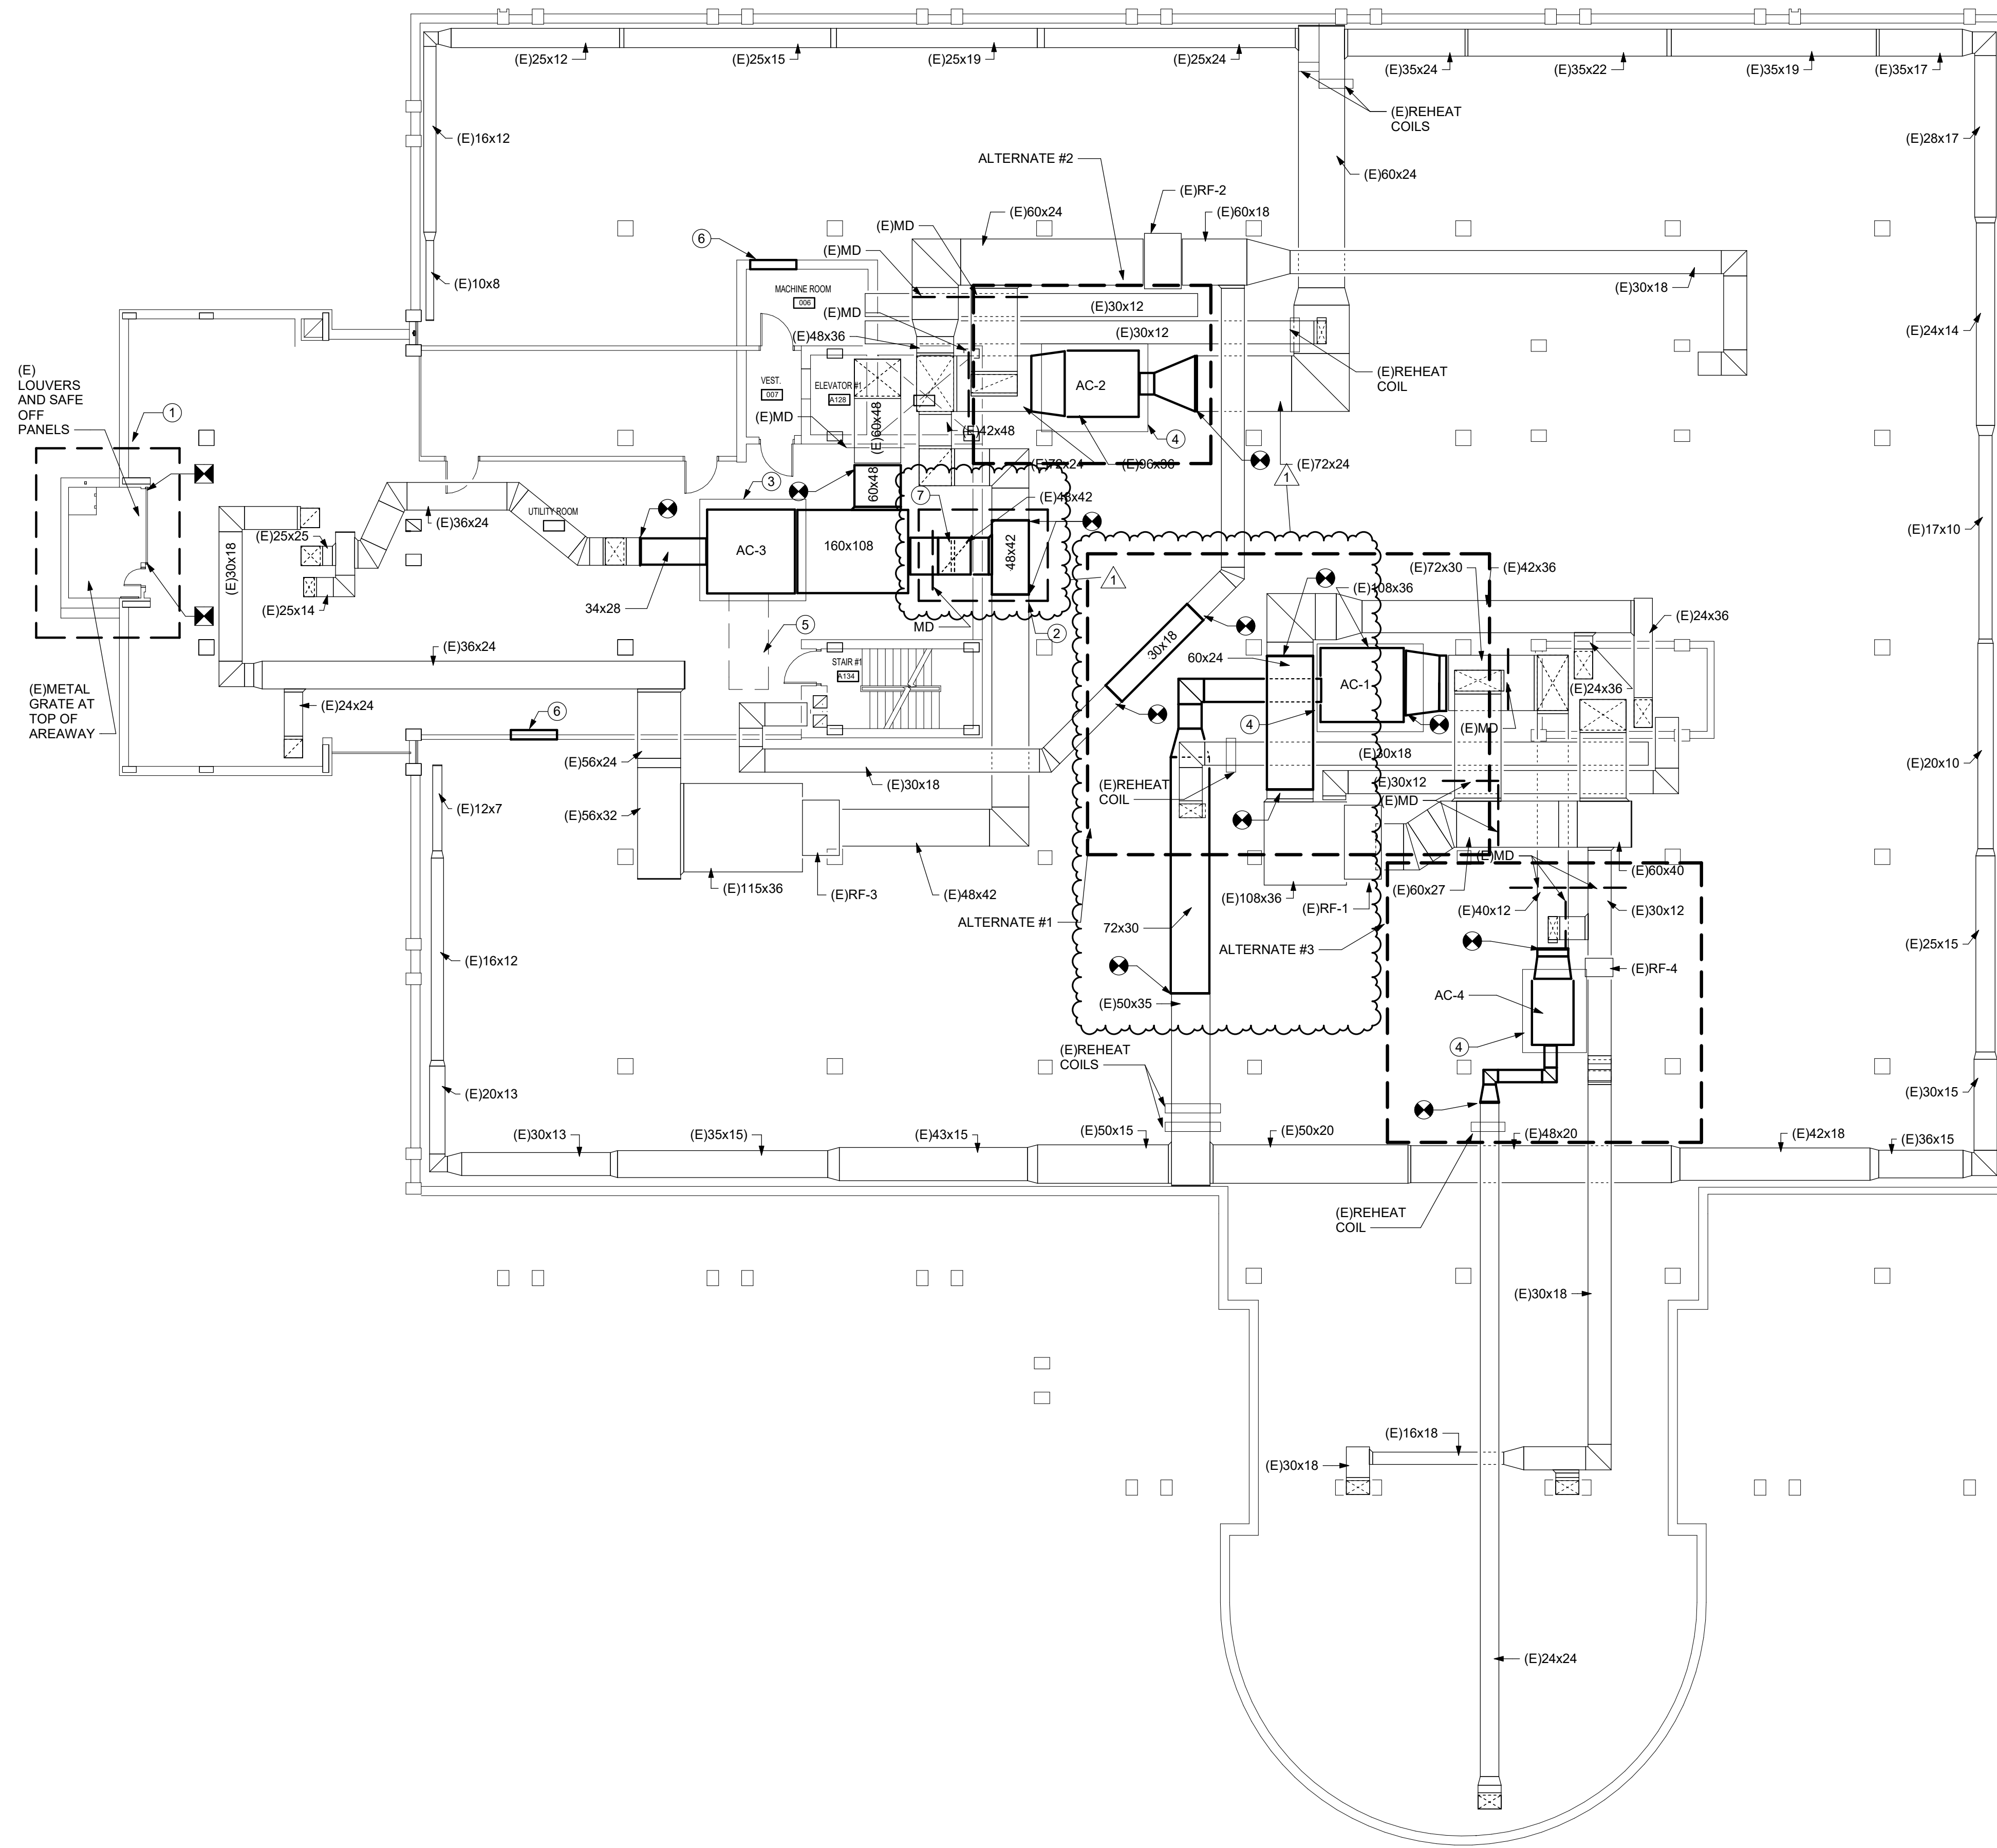 (E)25x12
(E)25x15
(E)25x19
(E)25x24
(E)35x24
(E)35x22
(E)35x19
(E)35x17
(E)REHEAT
COILS
(E)16x12
(E)28x17
ALTERNATE #2
(E)60x24
(E)RF-2
(E)60x24
(E)60x18
(E)MD
6
(E)MD
(E)10x8
MACHINE ROOM
006
(E)30x12
(E)30x18
(E)MD
(E)30x12
(E)24x14
(E)48x36
(E)
LOUVERS
AND SAFE
OFF
PANELS
1
VEST.
007
ELEVATOR #1
A128
AC-2
(E)REHEAT
COIL
(E)MD
(E)60x48
(E)42x48
4
(E)72x24
(E)96x96
(E)72x24
1
3
60x48
7
(E)48x42
(E)17x10
UTILITY ROOM
(E)36x24
(E)25x25
(E)30x18
AC-3
160x108
48x42
(E)25x14
34x28
MD
2
1
(E)72x30
(E)42x36
(E)108x36
(E)24x36
5
30x18
60x24
(E)36x24
STAIR #1
A134
AC-1
(E)24x36
(E)METAL
GRATE AT
TOP OF
AREAWAY
(E)24x24
6
4
(E)MD
(E)56x24
(E)30x18
(E)30x18
(E)REHEAT
COIL
(E)30x12
(E)MD
(E)20x10
(E)12x7
(E)56x32
(E)MD
(E)115x36
(E)RF-3
(E)48x42
(E)108x36
(E)RF-1
(E)60x27
(E)60x40
(E)40x12
(E)30x12
ALTERNATE #1
72x30
ALTERNATE #3
(E)25x15
(E)16x12
(E)RF-4
AC-4
(E)50x35
4
(E)REHEAT
COILS
(E)20x13
(E)30x15
(E)30x13
(E)35x15)
(E)43x15
(E)50x15
(E)50x20
(E)48x20
(E)42x18
(E)36x15
(E)REHEAT
COIL
(E)30x18
(E)16x18
(E)30x18
(E)24x24